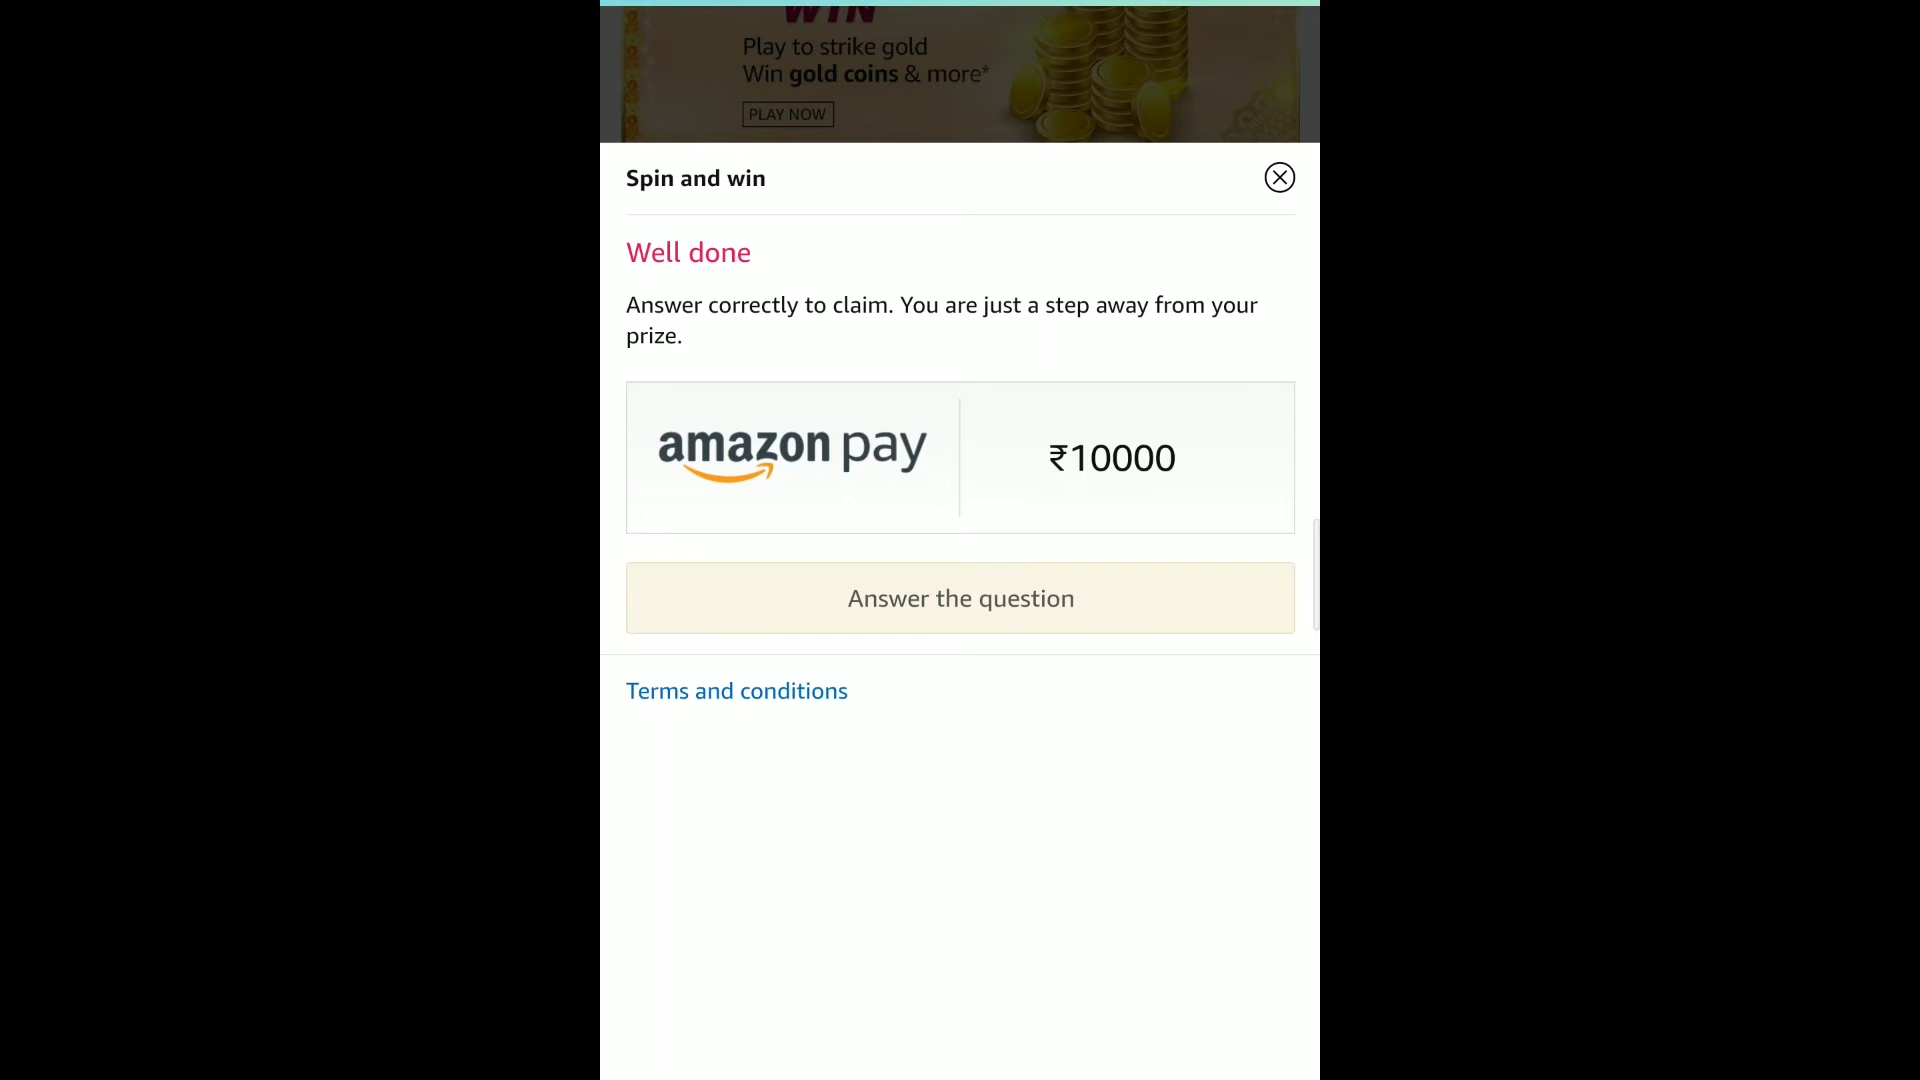 WIN
Play to strike gold
Win gold coins & more*
PLAY NOW
Spin and win
Well done
Answer correctly to claim. You are just a step away from your
prize.
amazon pay
₹10000
Answer the question
Terms and conditions